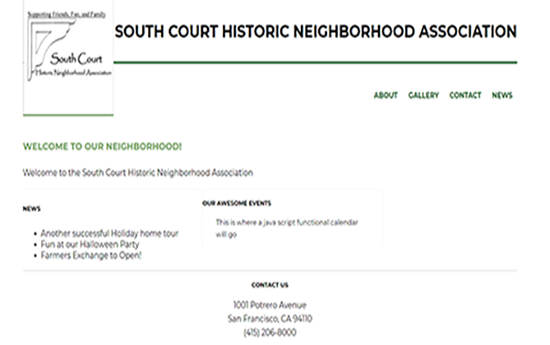 Supporting Friends, Fun, and Family
South Court
Historic Neighborhood Association
SOUTH COURT HISTORIC NEIGHBORHOOD ASSOCIATION
ABOUT GALLERY CONTACT NEWS
WELCOME TO OUR NEIGHBORHOOD!
Welcome to the South Court Historic Neighborhood Association
NEWS
• Another successful Holiday home tour
• Fun at our Halloween Party
• Farmers Exchange to Open!
OUR AWESOME EVENTS
This is where a java script functional calendar
will go
CONTACT US
1001 Potrero Avenue
San Francisco, CA 94110
(415) 206-8000